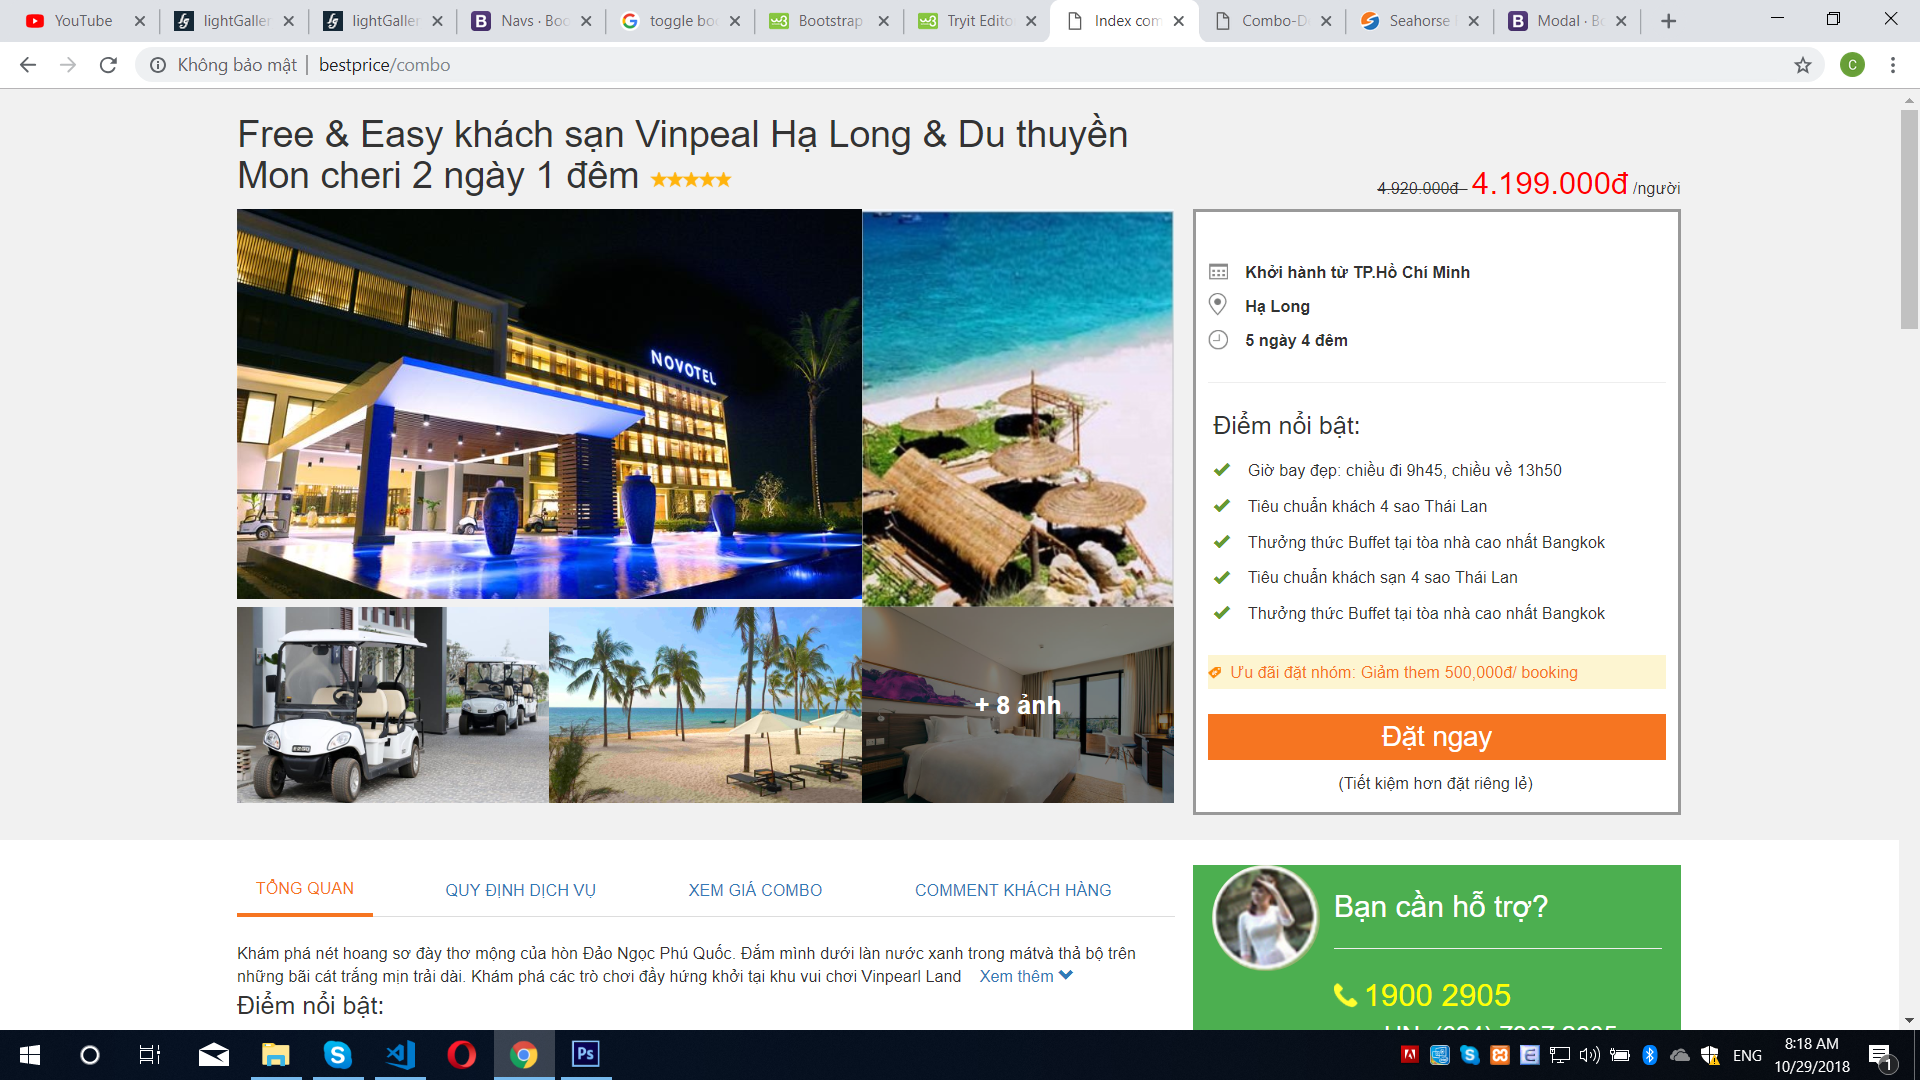 YouTube
lightGaller
lightGaller
Navs · Boo
toggle boo
Bootstrap
Tryit Edito
Index com
Combo-De
Seahorse
Modal · Bo
Không bảo mật | bestprice/combo
C
Free & Easy khách sạn Vinpeal Hạ Long & Du thuyền
Mon cheri 2 ngày 1 đêm
4.920.000đ 4.199.000đ /người
NOVOTEL
+ 8 ảnh
Khởi hành từ TP.Hồ Chí Minh
Hạ Long
5 ngày 4 đêm
Điểm nổi bật:
Giờ bay đẹp: chiều đi 9h45, chiều về 13h50
Tiêu chuẩn khách 4 sao Thái Lan
Thưởng thức Buffet tại tòa nhà cao nhất Bangkok
Tiêu chuẩn khách sạn 4 sao Thái Lan
Thưởng thức Buffet tại tòa nhà cao nhất Bangkok
Ưu đãi đặt nhóm: Giảm them 500,000đ/ booking
Đặt ngay
(Tiết kiệm hơn đặt riêng lẻ)
TỔNG QUAN
QUY ĐỊNH DỊCH VỤ
XEM GIÁ COMBO
COMMENT KHÁCH HÀNG
Khám phá nét hoang sơ đày thơ mộng của hòn Đảo Ngọc Phú Quốc. Đắm mình dưới làn nước xanh trong mátvà thả bộ trên
những bãi cát trắng mịn trải dài. Khám phá các trò chơi đầy hứng khởi tại khu vui chơi Vinpearl Land Xem thêm
Điểm nổi bật:
Bạn cần hỗ trợ?
1900 2905
ENG
8:18 AM
10/29/2018
1